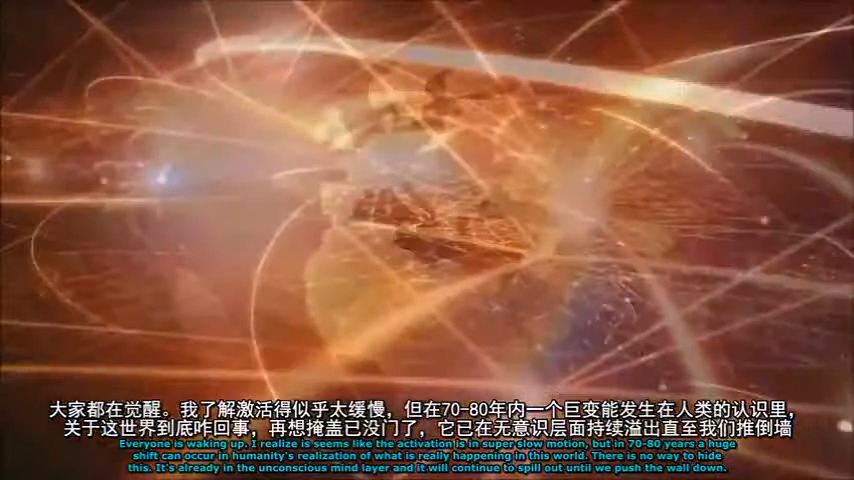 大家都在觉醒。我了解激活得似乎太缓慢，但在70-80年内一个巨变能发生在人类的认识里，
关于这世界到底咋回事，再想掩盖已没门了，它已在无意识层面持续溢出直至我们推倒墙
Everyone is waking up. I realize is seems like the activation is in super slow motion, but in 70-80 years a huge
shift can occur in humanity's realization of what is really happening in this world. There is no way to hide
this. It's already in the unconscious mind layer and it will continue to spill out until we push the wall down.